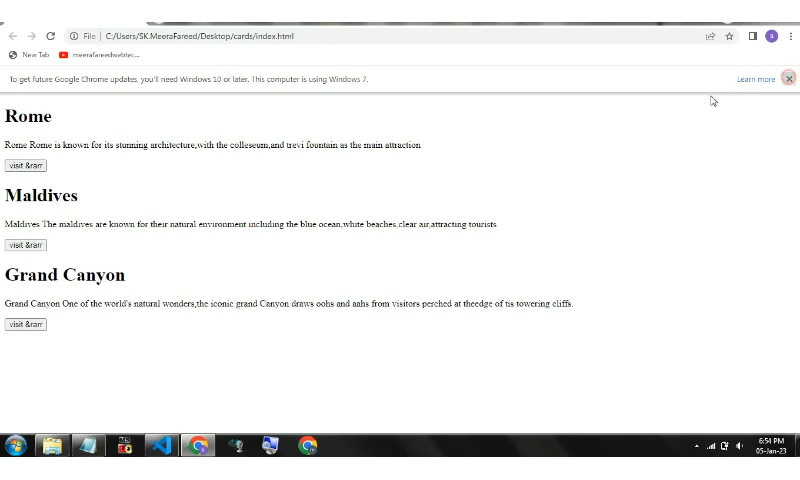 File | C:/Users/SK.MeeraFareed/Desktop/cards/index.html
S
New Tab meerafareedwebtec...
To get future Google Chrome updates, you'll need Windows 10 or later. This computer is using Windows 7. Learn more
Rome
Rome Rome is known for its stunning architecture,with the colleseum,and trevi fountain as the main attraction
visit &rarr
Maldives
Maldives The maldives are known for their natural environment including the blue ocean,white beaches,clear air,attracting tourists
visit &rarr
Grand Canyon
Grand Canyon One of the world's natural wonders,the iconic grand Canyon draws oohs and aahs from visitors perched at theedge of tis towering cliffs.
visit &rarr
6:54 PM
05-Jan-23